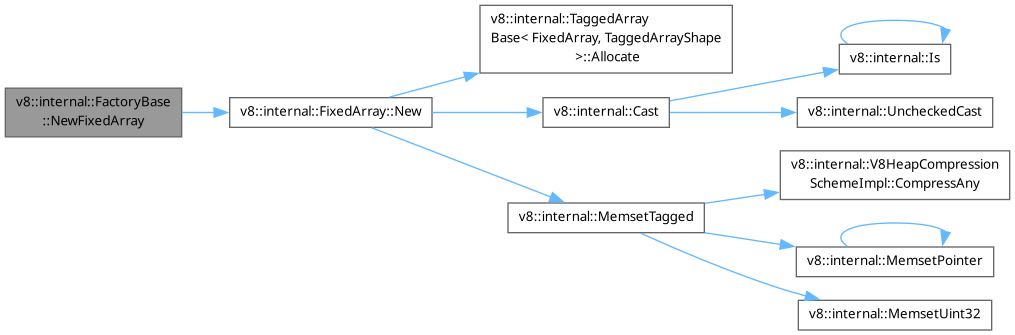 v8::internal::FactoryBase
::NewFixedArray
v8::internal::FixedArray::New
v8::internal::TaggedArray
Base< FixedArray, TaggedArrayShape
>::Allocate
v8::internal::Cast
v8::internal::MemsetTagged
v8::internal::Is
v8::internal::UncheckedCast
v8::internal::V8HeapCompression
SchemeImpl::CompressAny
v8::internal::MemsetPointer
v8::internal::MemsetUint32